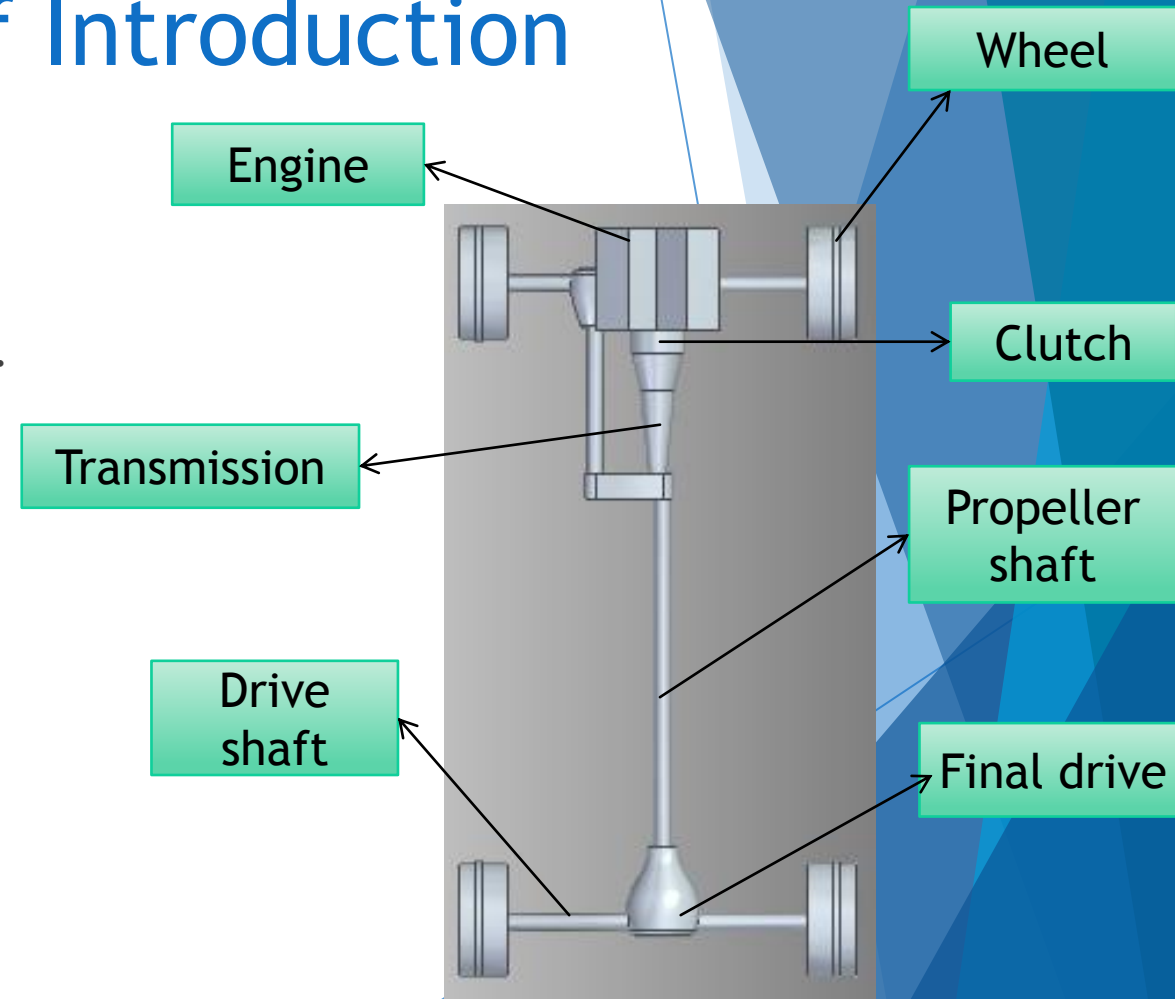 f Introduction
Wheel
Engine
Clutch
.
Transmission
Propeller
shaft
Drive
shaft
Final drive